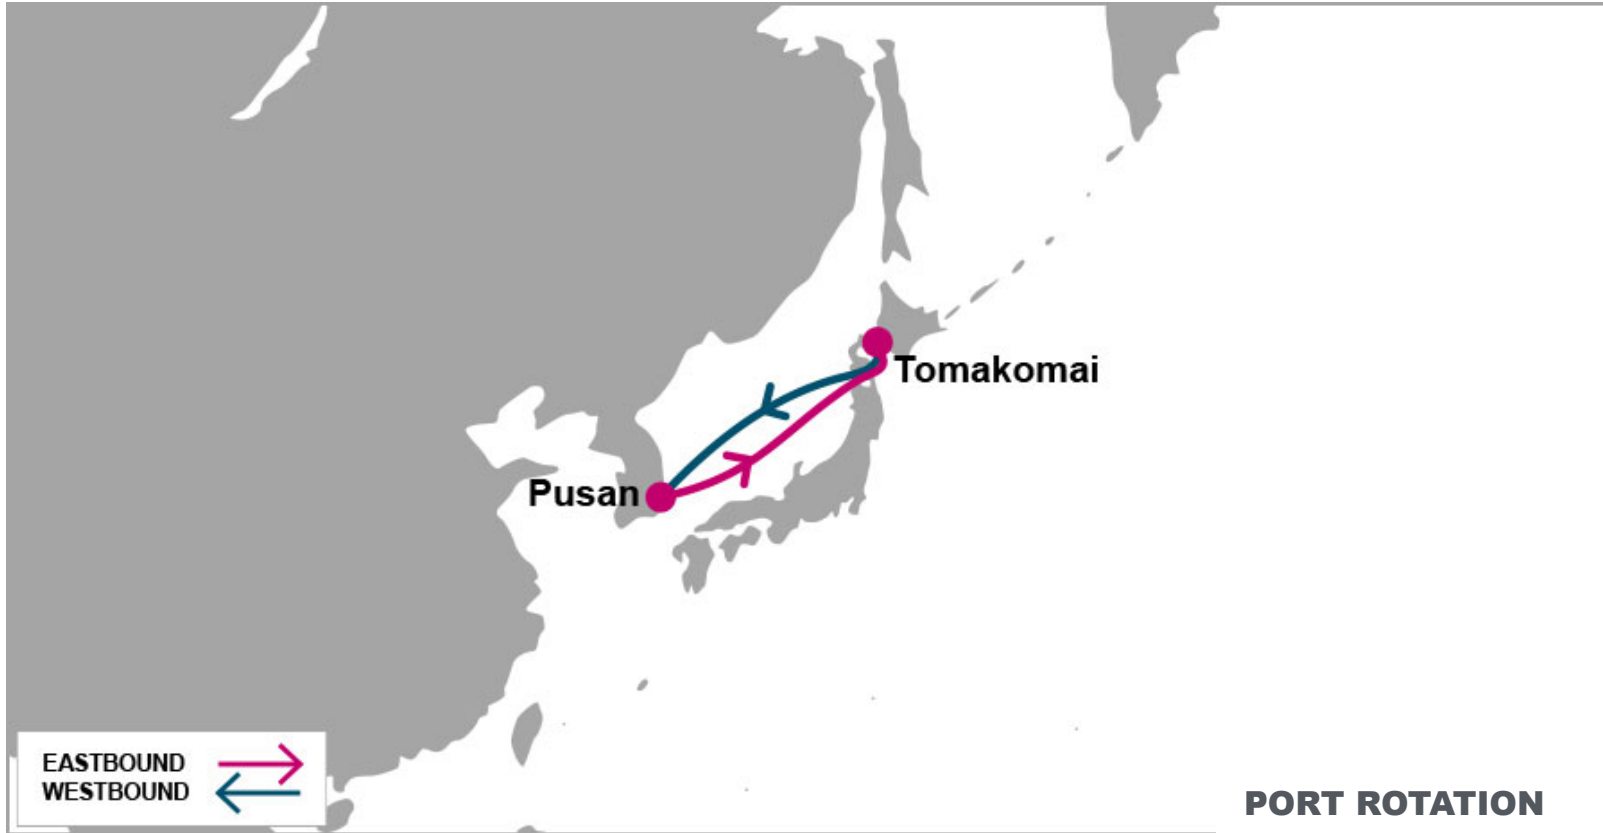 Tomakomai
Pusan
EASTBOUND
WESTBOUND
PORT ROTATION